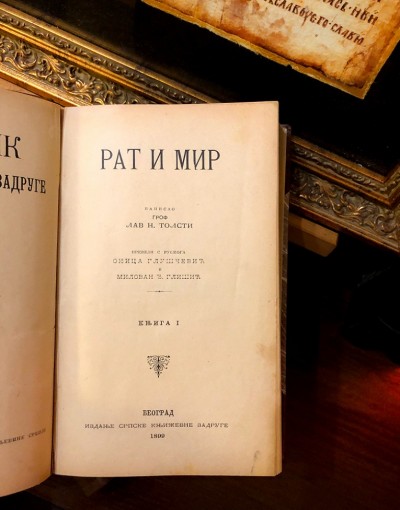 РАТ И МИР
НАПИСАО
ГРОФ
ЛАВ Н. ТОЛСТИ
ПРЕВЕЛИ С РУСКОГА
ОНИЦА ГЛУШЧЕВИЋ
И
МИЛОВАН Ђ. ГЛИШИЋ
КЊИГА I
БЕОГРАД
ИЗДАЊЕ СРПСКЕ КЊИЖЕВНЕ ЗАДРУГЕ
1899
ЗАДРУГЕ